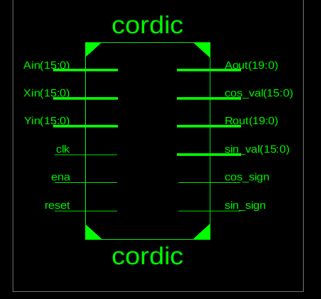 cordic
Ain(15:0) Aout(19:0)
Xin(15:0) cos_val(15:0)
Yin(15:0) Rout(19:0)
clk sin_val(15:0)
ena cos_sign
reset sin_sign
cordic